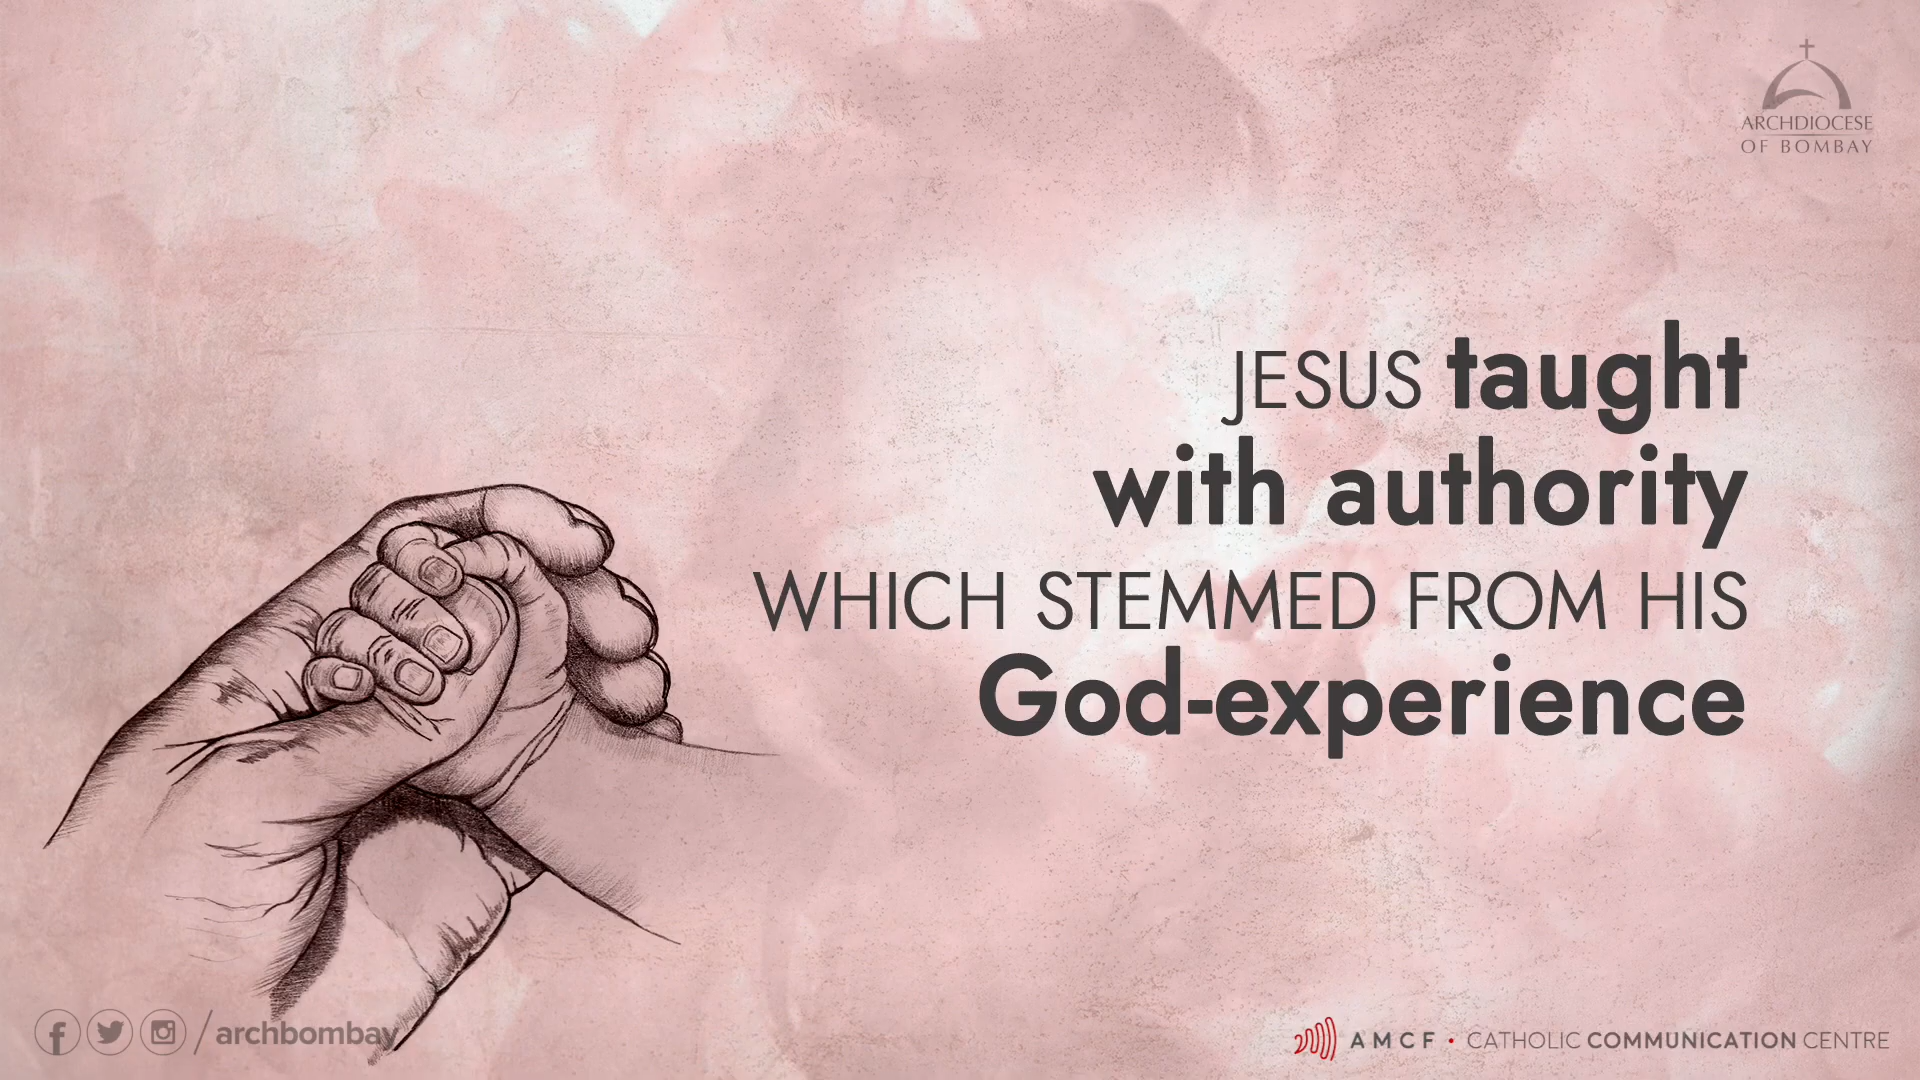 ARCHDIOCESE
OF BOMBAY
JESUS taught
with authority
WHICH STEMMED FROM HIS
God-experience
/archbombay
AMCF • CATHOLIC COMMUNICATION CENTRE